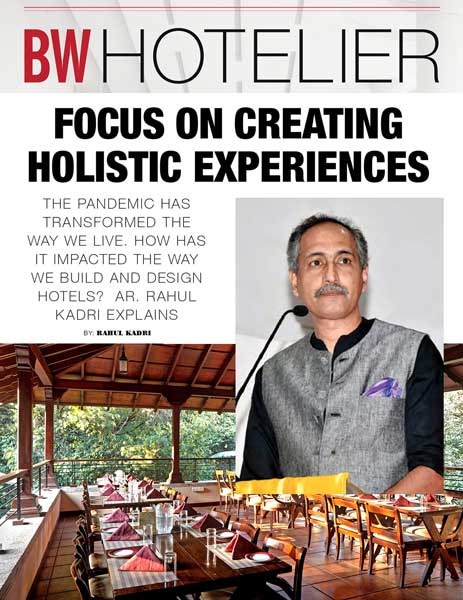 BW HOTELIER
FOCUS ON CREATING
HOLISTIC EXPERIENCES
THE PANDEMIC HAS
TRANSFORMED THE
WAY WE LIVE. HOW HAS
IT IMPACTED THE WAY
WE BUILD AND DESIGN
HOTELS? AR. RAHUL
KADRI EXPLAINS
BY: RAHUL KADRI